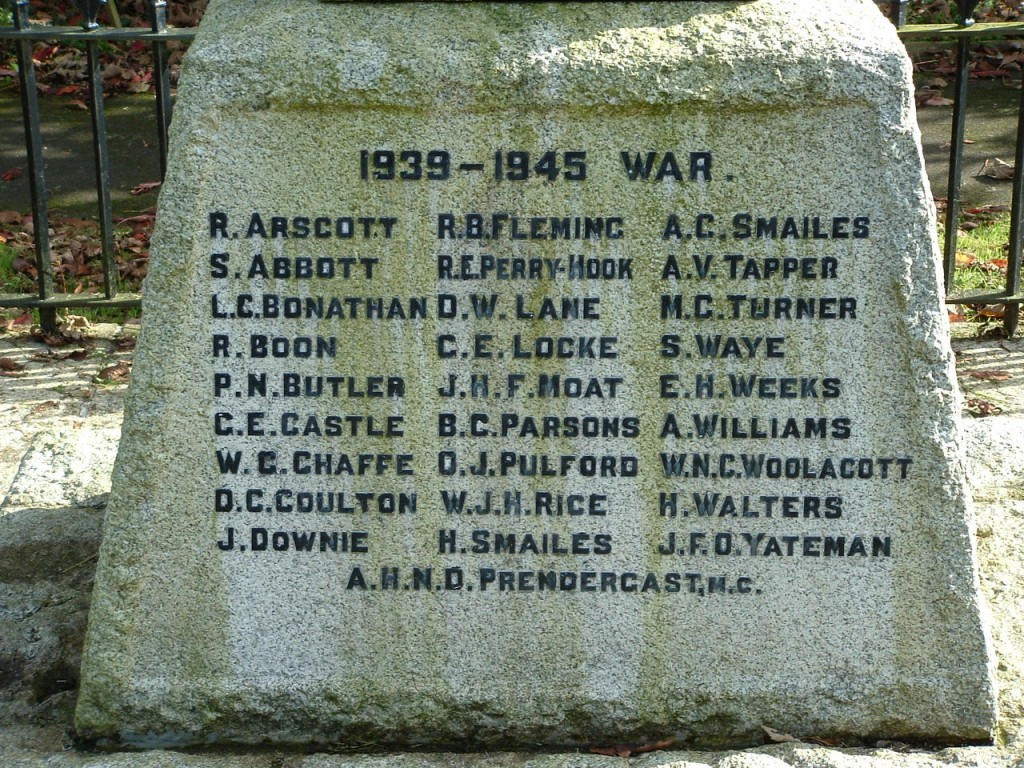 1939-1945 WAR.
R. ARSCOTT R.B. FLEMING A.C. SMAILES
S. ABBOTT R.E. PERRY-HOOK A.V. TAPPER
L.C. BONATHAN D.W. LANE M.C. TURNER
R. BOON C.E. LOCKE S. WAYE
P.N. BUTLER J.H.F. MOAT E.H. WEEKS
C.E. CASTLE B.C. PARSONS A. WILLIAMS
W.G. CHAFFE O.J. PULFORD W.N.C. WOOLACOTT
D.C. COULTON W.J.H. RICE H. WALTERS
J. DOWNIE H. SMAILES J.F.O. YATEMAN
A.H.N.D. PRENDERGAST, M.C.